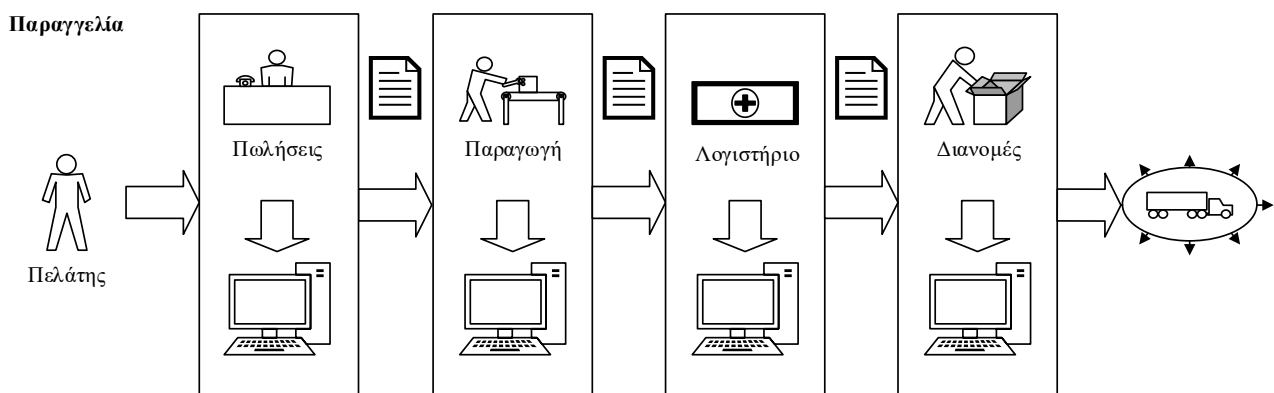 Παραγγελία
Πωλήσεις
Παραγωγή
Λογιστήριο
Διανομές
Πελάτης